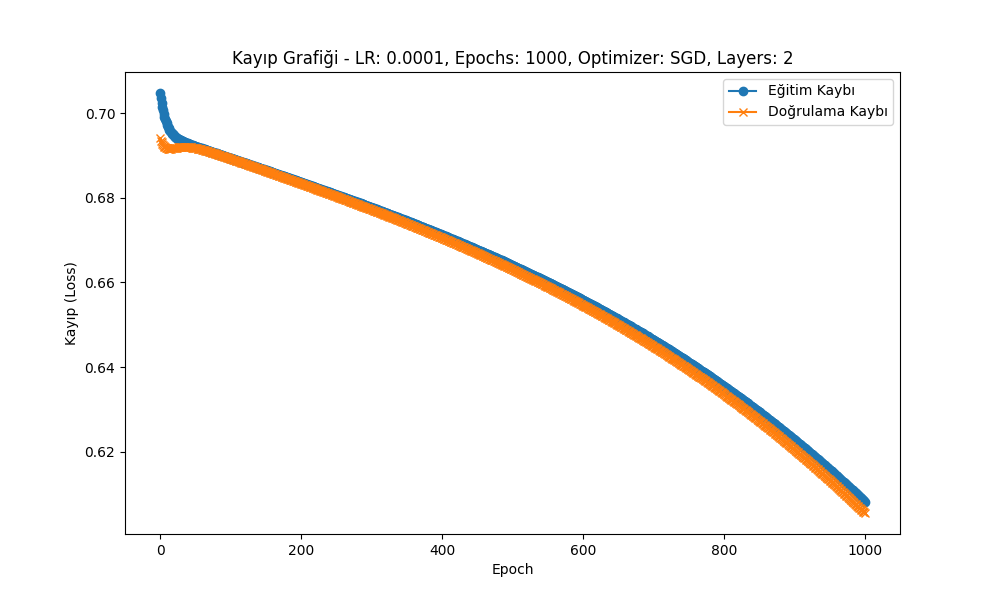 Kayıp Grafiği - LR: 0.0001, Epochs: 1000, Optimizer: SGD, Layers: 2
Eğitim Kaybı
Doğrulama Kaybı
Kayıp (Loss)
0.70
0.68
0.66
0.64
0.62
0
200
400
600
800
1000
Epoch